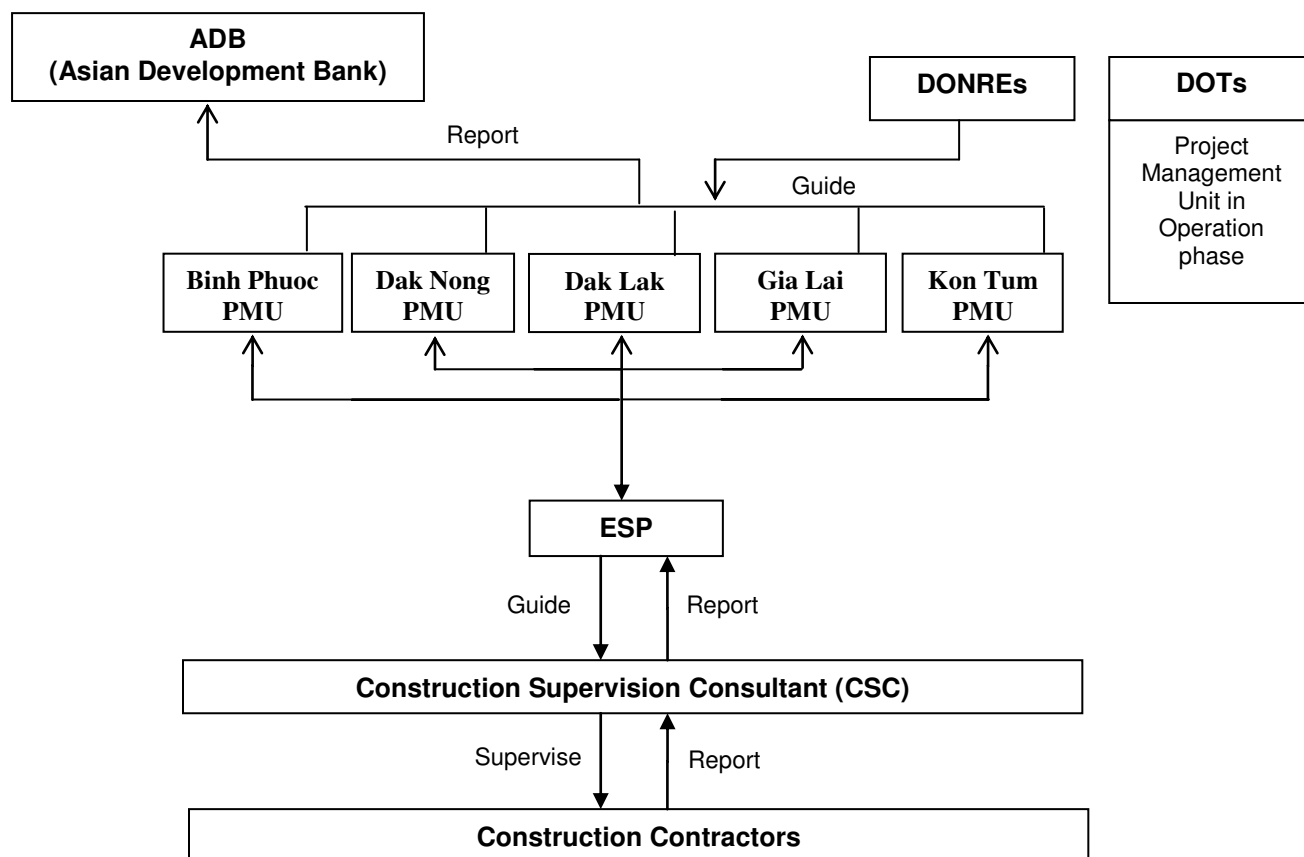 ADB
(Asian Development Bank)
DONREs
DOTs
Project
Management
Unit in
Operation
phase
Report
Guide
Binh Phuoc
PMU
Dak Nong
PMU
Dak Lak
PMU
Gia Lai
PMU
Kon Tum
PMU
ESP
Guide
Report
Construction Supervision Consultant (CSC)
Supervise
Report
Construction Contractors